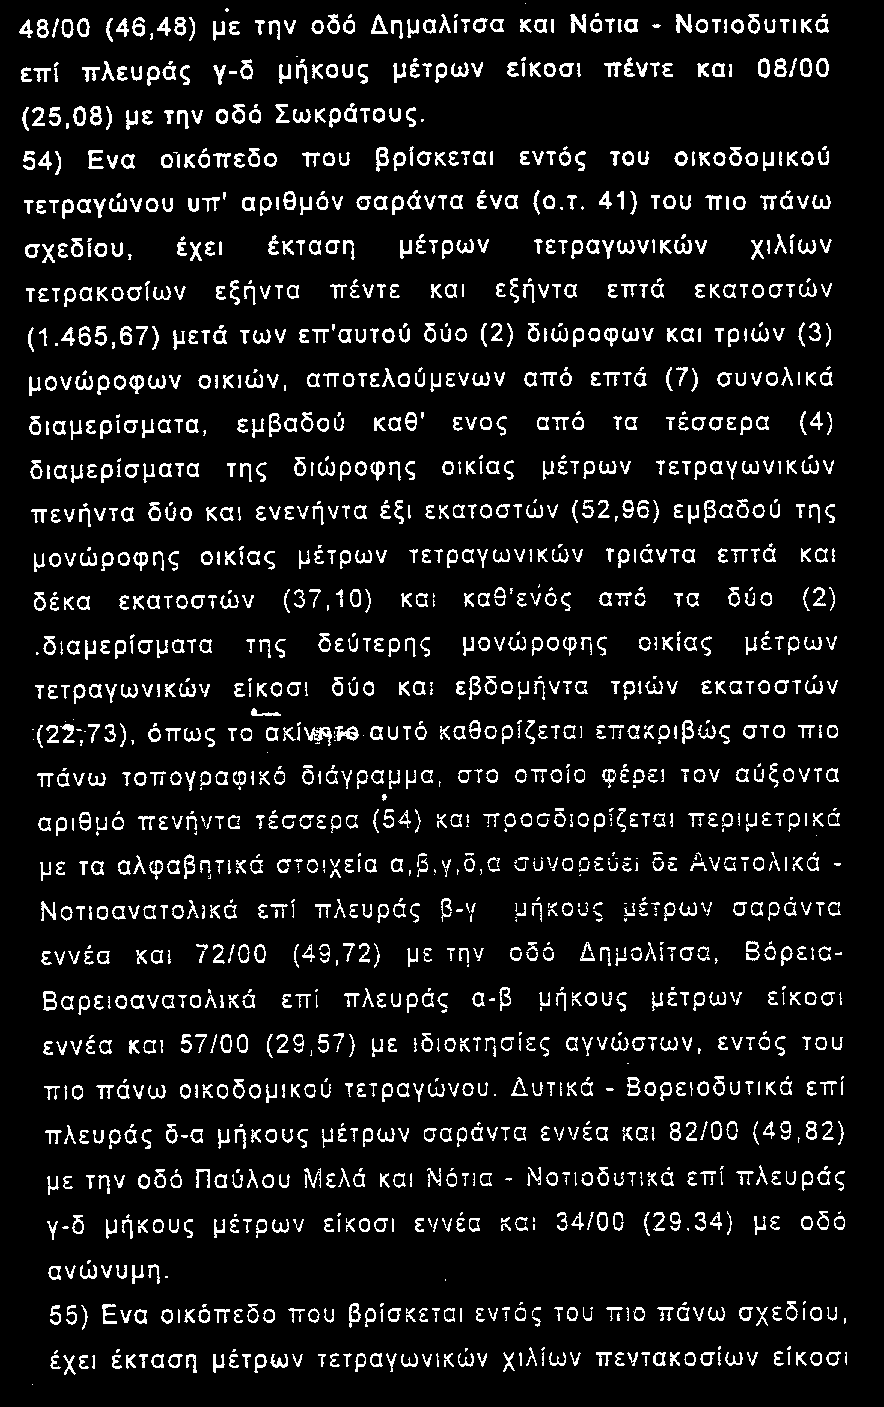 48/00 (46,48) με την οδό Δημαλίτσα και Νότια - Νοτιοδυτικά
επί πλευράς γ-δ μήκους μέτρων είκοσι πέντε και 08/00
(25,08) με την οδό Σωκράτους.
54) Ενα οικόπεδο που βρίσκεται εντός του οικοδομικού
τετραγώνου υπ' αριθμόν σαράντα ένα (ο.τ. 41) του πιο πάνω
σχεδίου, έχει έκταση μέτρων τετραγωνικών χιλίων
τετρακοσίων εξήντα πέντε και εξήντα επτά εκατοστών
(1.465,67) μετά των επ'αυτού δύο (2) διώροφων και τριών (3)
μονώροφων οικιών, αποτελούμενων από επτά (7) συνολικά
διαμερίσματα, εμβαδού καθ' ενος από τα τέσσερα (4)
διαμερίσματα της διώροφης οικίας μέτρων τετραγωνικών
πενήντα δύο και ενενήντα έξι εκατοστών (52,96) εμβαδού της
μονώροφης οικίας μέτρων τετραγωνικών τριάντα επτά και
δέκα εκατοστών (37,10) και καθ'ενός από τα δύο (2)
.διαμερίσματα της δεύτερης μονώροφης οικίας μέτρων
τετραγωνικών είκοσι δύο και εβδομήντα τριών εκατοστών
(22,73), όπως το ακίνητο αυτό καθορίζεται επακριβώς στο πιο
πάνω τοπογραφικό διάγραμμα, στο οποίο φέρει τον αύξοντα
αριθμό πενήντα τέσσερα (54) και προσδιορίζεται περιμετρικά
με τα αλφαβητικά στοιχεία α,β,γ,δ,α συνορεύει δε Ανατολικά -
Νοτιοανατολικά επί πλευράς β-γ μήκους μέτρων σαράντα
εννέα και 72/00 (49,72) με την οδό Δημολίτσα, Βόρεια-
Βαρειοανατολικά επί πλευράς α-β μήκους μέτρων είκοσι
εννέα και 57/00 (29,57) με ιδιοκτησίες αγνώστων, εντός του
πιο πάνω οικοδομικού τετραγώνου. Δυτικά - Βορειοδυτικά επί
πλευράς δ-α μήκους μέτρων σαράντα εννέα και 82/00 (49,82)
με την οδό Παύλου Μελά και Νότια - Νοτιοδυτικά επί πλευράς
γ-δ μήκους μέτρων είκοσι εννέα και 34/00 (29.34) με οδό
ανώνυμη.
55) Ενα οικόπεδο που βρίσκεται εντός του πιο πάνω σχεδίου,
έχει έκταση μέτρων τετραγωνικών χιλίων πεντακοσίων είκοσι